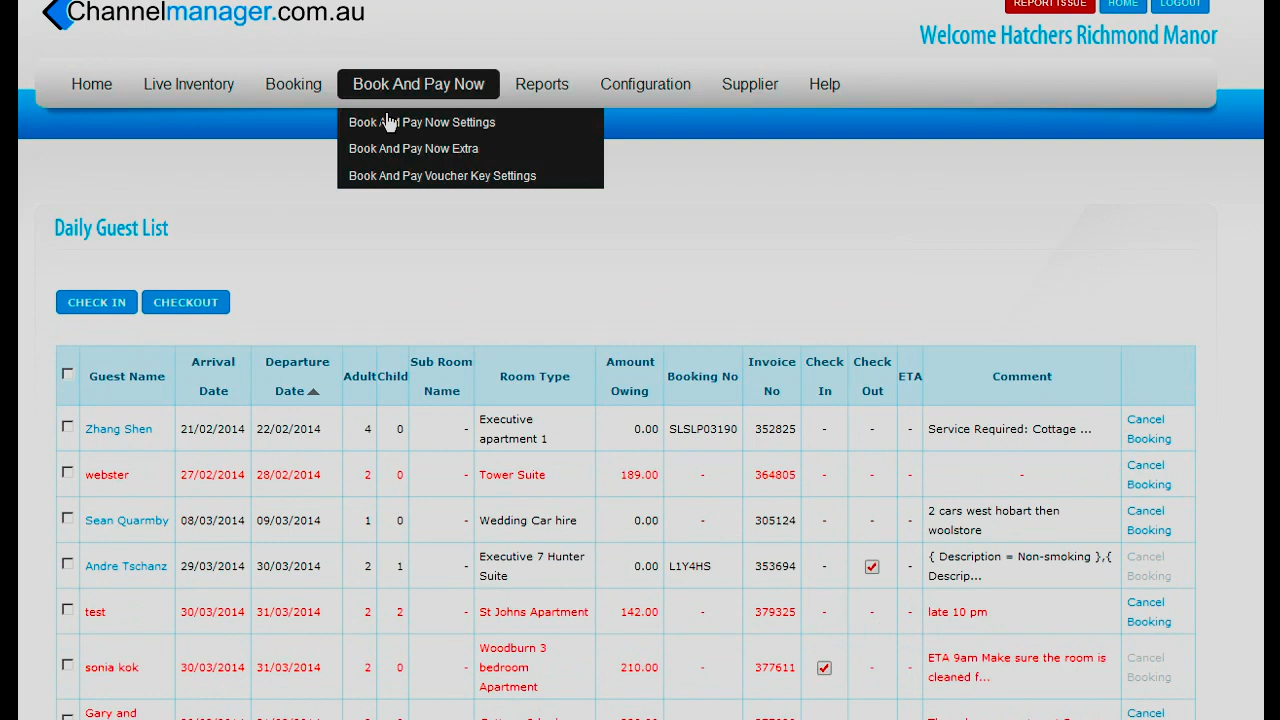 Channelmanager.com.au
REPORT ISSUE HOME LOGOUT
Welcome Hatchers Richmond Manor
Home Live Inventory Booking Book And Pay Now Reports Configuration Supplier Help
Book And Pay Now Settings
Book And Pay Now Extra
Book And Pay Voucher Key Settings
Daily Guest List
CHECK IN CHECKOUT
Guest Name Arrival Date Departure Date Adult Child Sub Room Name Room Type Amount Owing Booking No Invoice No Check In Check Out ETA Comment
Zhang Shen 21/02/2014 22/02/2014 4 0 - Executive apartment 1 0.00 SLSLP03190 352825 - - - Service Required: Cottage ... Cancel Booking
webster 27/02/2014 28/02/2014 2 0 - Tower Suite 189.00 - 364805 - - - - Cancel Booking
Sean Quarmby 08/03/2014 09/03/2014 1 0 - Wedding Car hire 0.00 - 305124 - - - 2 cars west hobart then woolstore Cancel Booking
Andre Tschanz 29/03/2014 30/03/2014 2 1 - Executive 7 Hunter Suite 0.00 L1Y4HS 353694 - - { Description = Non-smoking },{ Descrip... Cancel Booking
test 30/03/2014 31/03/2014 2 2 - St Johns Apartment 142.00 - 379325 - - - late 10 pm Cancel Booking
sonia kok 30/03/2014 31/03/2014 2 0 - Woodburn 3 bedroom Apartment 210.00 - 377611 - - ETA 9am Make sure the room is cleaned f... Cancel Booking
Gary and